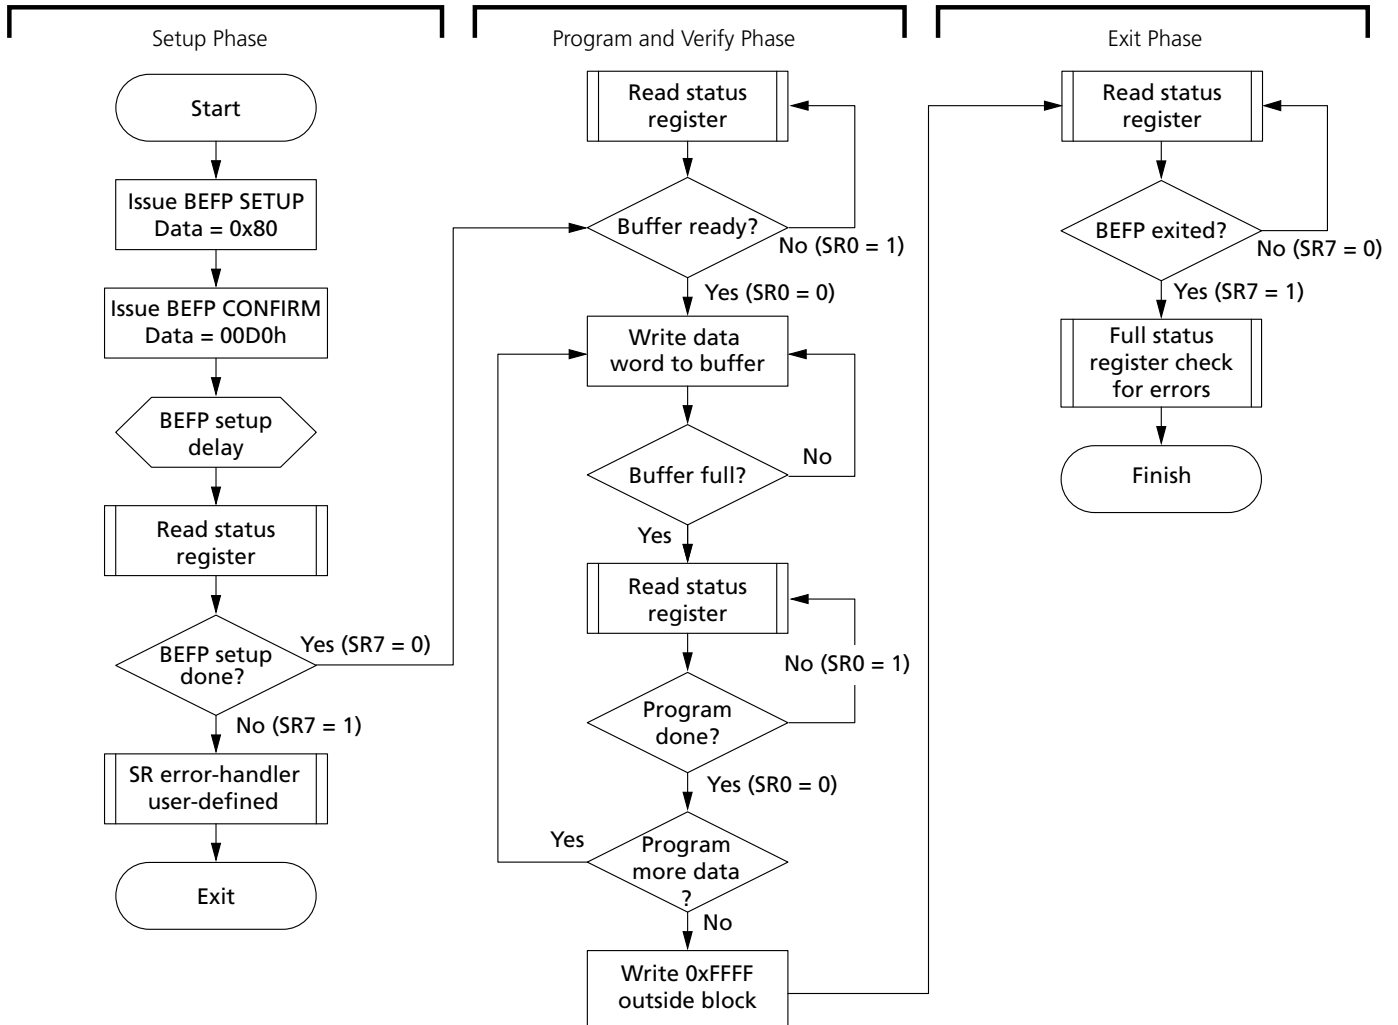 Setup Phase
Start
Issue BEFP SETUP
Data = 0x80
Issue BEFP CONFIRM
Data = 00D0h
BEFP setup
delay
Read status
register
BEFP setup
done?
Yes (SR7 = 0)
No (SR7 = 1)
SR error-handler
user-defined
Exit
Program and Verify Phase
Read status
register
Buffer ready?
No (SR0 = 1)
Yes (SR0 = 0)
Write data
word to buffer
Buffer full?
No
Yes
Read status
register
No (SR0 = 1)
Program
done?
Yes (SR0 = 0)
Program
more data
?
Yes
No
Write 0xFFFF
outside block
Exit Phase
Read status
register
BEFP exited?
No (SR7 = 0)
Yes (SR7 = 1)
Full status
register check
for errors
Finish